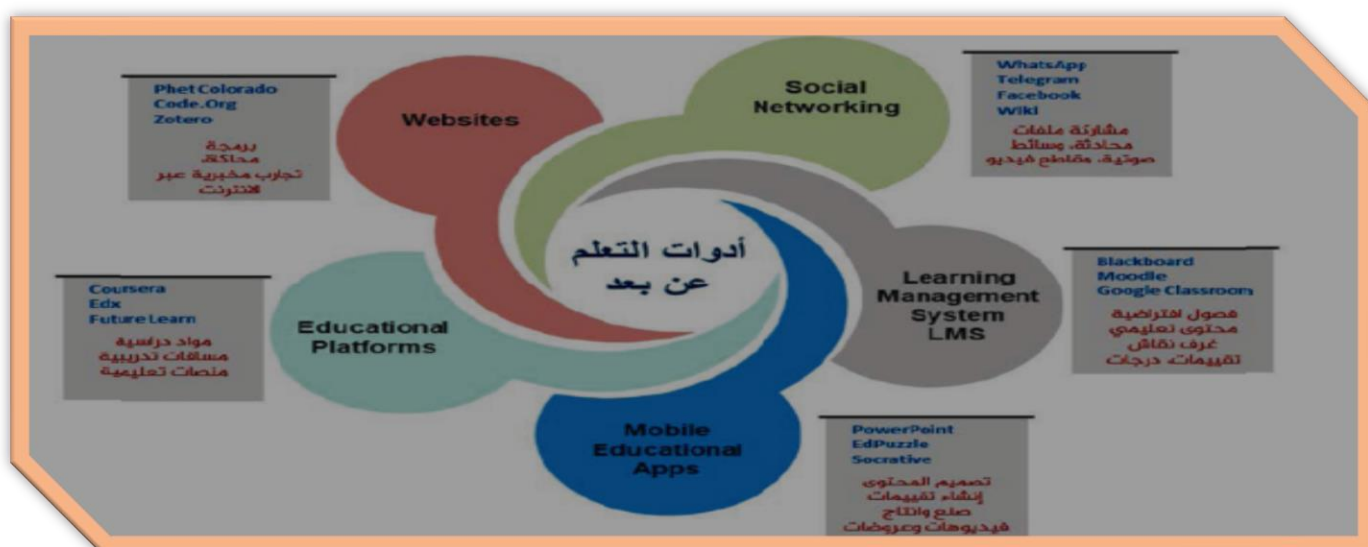 أدوات التعلم
عن بعد
Websites
Phet Colorado
Code.Org
Zotero
برمجة
محاكاة،
تجارب مخبرية عبر
الانترنت
Social
Networking
WhatsApp
Telegram
Facebook
Wiki
مشاركة ملفات
محادثة، وسائط
صوتية، مقاطع فيديو
Learning
Management
System
LMS
Blackboard
Moodle
Google Classroom
فصول افتراضية
محتوى تعليمي
غرف نقاش
تقييمات، درجات
Mobile
Educational
Apps
PowerPoint
EdPuzzle
Socrative
تصميم المحتوى
إنشاء تقييمات
صنع وانتاج
فيديوهات وعروضات
Educational
Platforms
Coursera
Edx
Future Learn
مواد دراسية
مساقات تدريبية
منصات تعليمية